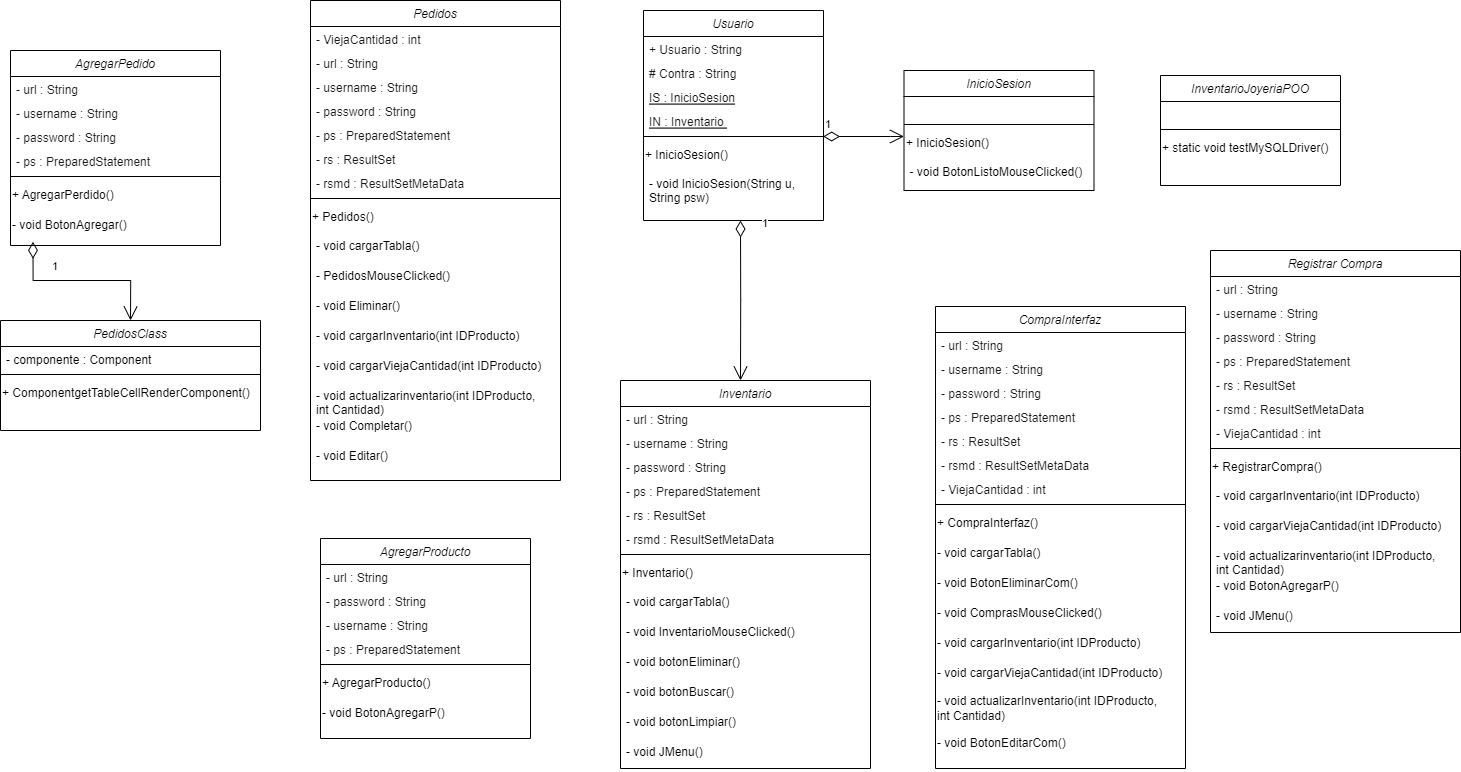 AgregarPedido
- url : String
- username : String
- password : String
- ps : PreparedStatement
+ AgregarPerdido()
- void BotonAgregar()
1
PedidosClass
- componente : Component
+ ComponentgetTableCellRenderComponent()
Pedidos
- ViejaCantidad : int
- url : String
- username : String
- password : String
- ps : PreparedStatement
- rs : ResultSet
- rsmd : ResultSetMetaData
+ Pedidos()
- void cargarTabla()
- PedidosMouseClicked()
- void Eliminar()
- void cargarInventario(int IDProducto)
- void cargarViejaCantidad(int IDProducto)
- void actualizarinventario(int IDProducto,
int Cantidad)
- void Completar()
- void Editar()
AgregarProducto
- url : String
- password : String
- username : String
- ps : PreparedStatement
+ AgregarProducto()
- void BotonAgregarP()
Usuario
+ Usuario : String
# Contra : String
IS : InicioSesion
IN : Inventario
+ InicioSesion()
- void InicioSesion(String u,
String psw)
1
1
InicioSesion
+ InicioSesion()
- void BotonListoMouseClicked()
InventarioJoyeriaPOO
+ static void testMySQLDriver()
Inventario
- url : String
- username : String
- password : String
- ps : PreparedStatement
- rs : ResultSet
- rsmd : ResultSetMetaData
+ Inventario()
- void cargarTabla()
- void InventarioMouseClicked()
- void botonEliminar()
- void botonBuscar()
- void botonLimpiar()
- void JMenu()
CompraInterfaz
- url : String
- username : String
- password : String
- ps : PreparedStatement
- rs : ResultSet
- rsmd : ResultSetMetaData
- ViejaCantidad : int
+ CompraInterfaz()
- void cargarTabla()
- void BotonEliminarCom()
- void ComprasMouseClicked()
- void cargarInventario(int IDProducto)
- void cargarViejaCantidad(int IDProducto)
- void actualizarInventario(int IDProducto,
int Cantidad)
- void BotonEditarCom()
Registrar Compra
- url : String
- username : String
- password : String
- ps : PreparedStatement
- rs : ResultSet
- rsmd : ResultSetMetaData
- ViejaCantidad : int
+ RegistrarCompra()
- void cargarInventario(int IDProducto)
- void cargarViejaCantidad(int IDProducto)
- void actualizarinventario(int IDProducto,
int Cantidad)
- void BotonAgregarP()
- void JMenu()